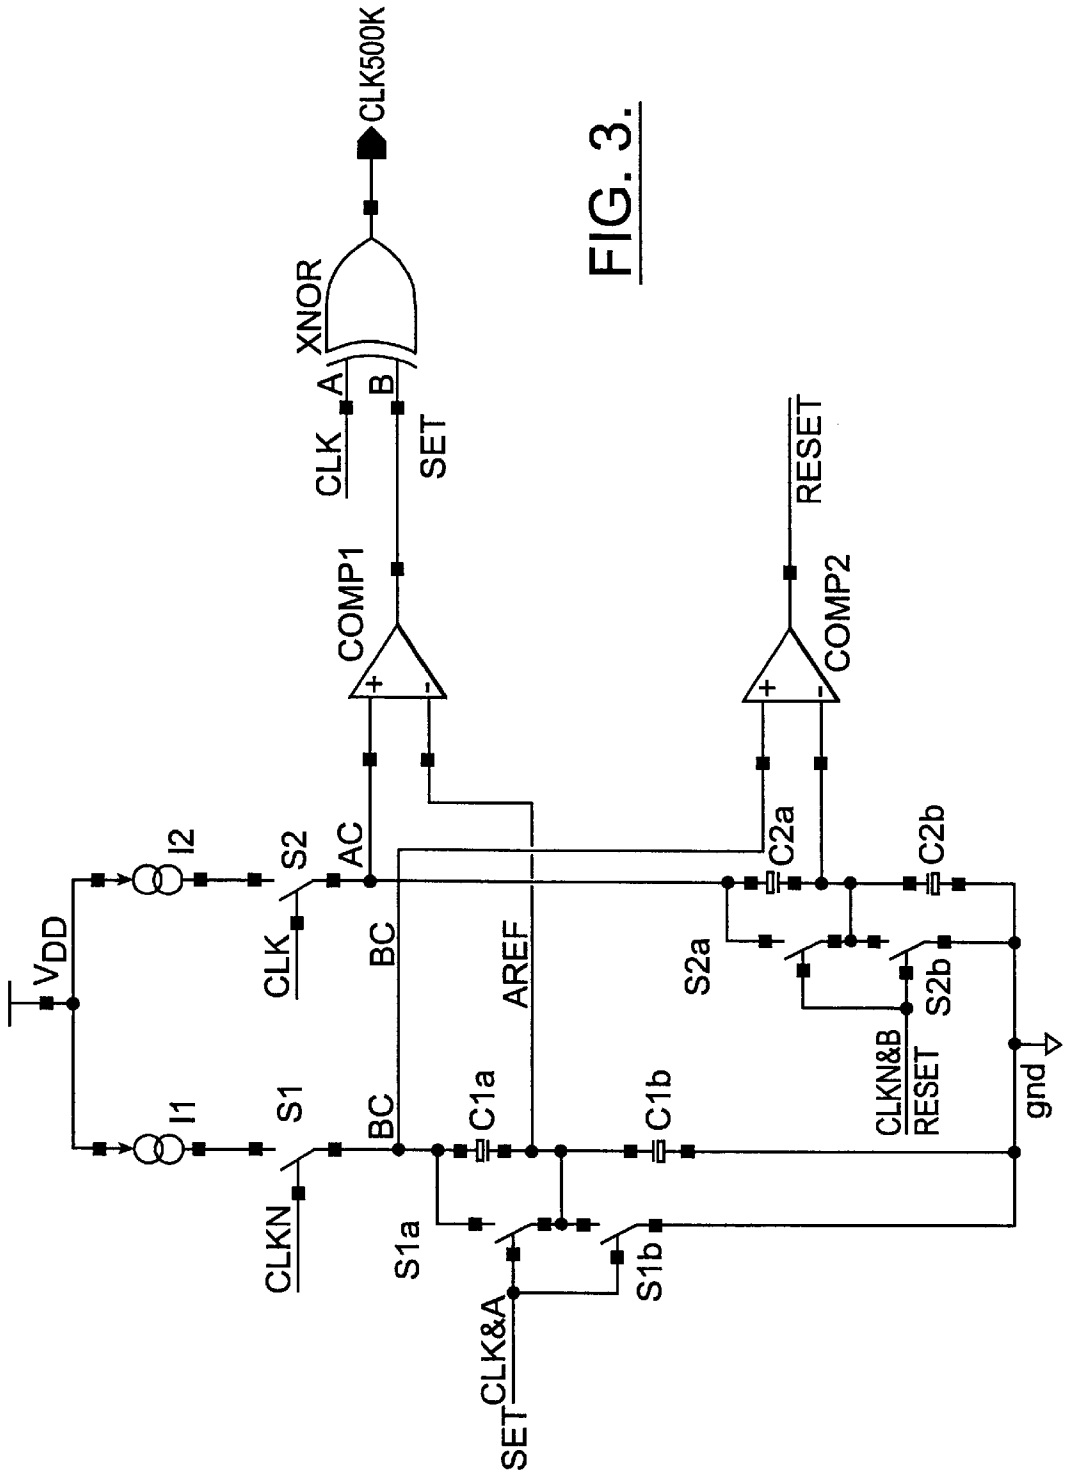 VDD
I1
I2
CLKN
S1
CLK
S2
BC
BC
AC
AREF
COMP1
+
-
SET
CLK
A
B
XNOR
CLK500K
S1a
C1a
SET
CLK&A
S1b
C1b
S2a
C2a
CLKN&B
RESET
S2b
C2b
COMP2
+
-
RESET
gnd
FIG. 3.